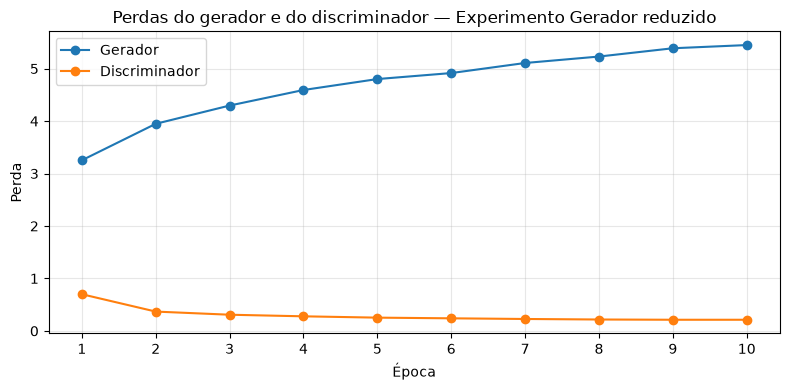 Perdas do gerador e do discriminador — Experimento Gerador reduzido
Gerador
Discriminador
Perda
5
4
3
2
1
0
1 2 3 4 5 6 7 8 9 10
Época